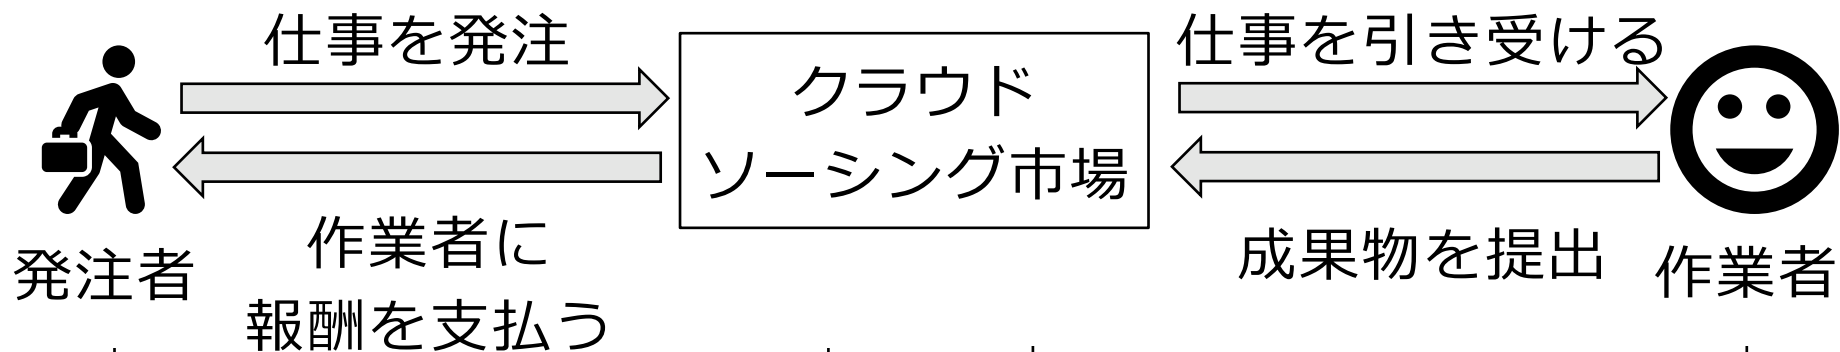 仕事を発注
仕事を引き受ける
クラウド
ソーシング市場
作業者に
報酬を支払う
成果物を提出
発注者
作業者